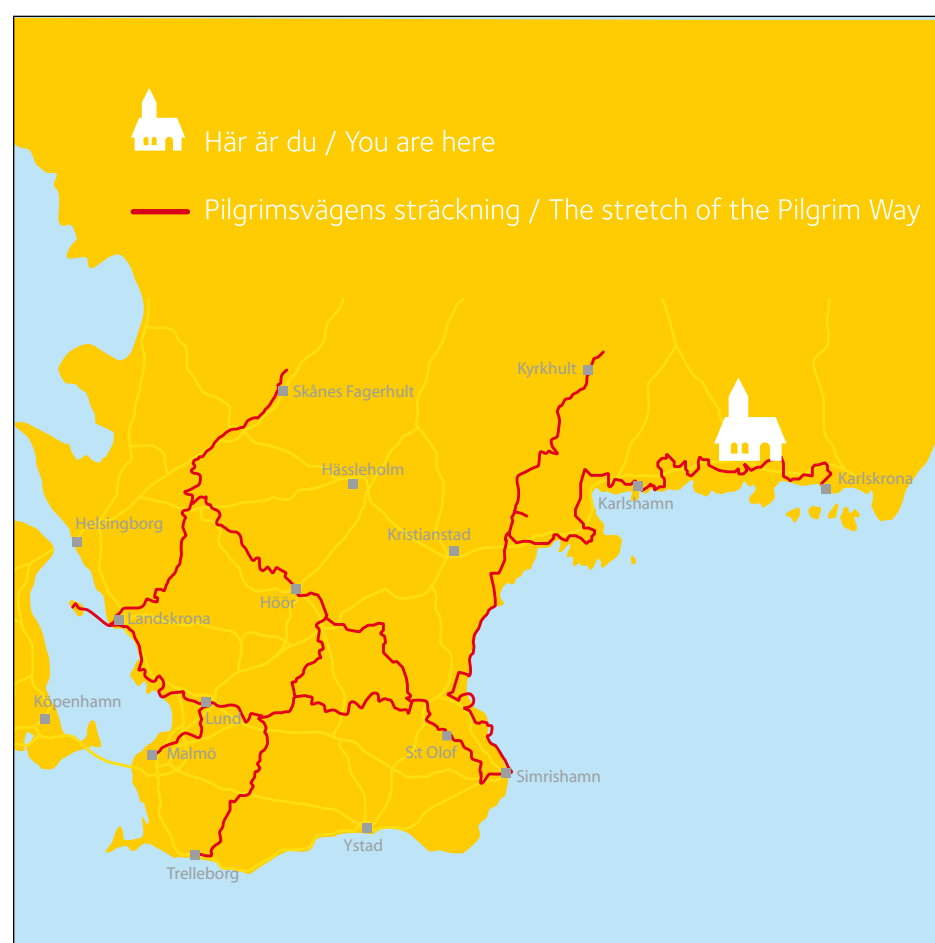 Här är du / You are here
Pilgrimsvägens sträckning / The stretch of the Pilgrim Way
Kyrkhult
Skånes Fagerhult
Hässleholm
Karlskrona
Karlshamn
Helsingborg
Kristianstad
Höör
Landskrona
Köpenhamn
Lund
Malmö
S:t Olof
Simrishamn
Ystad
Trelleborg